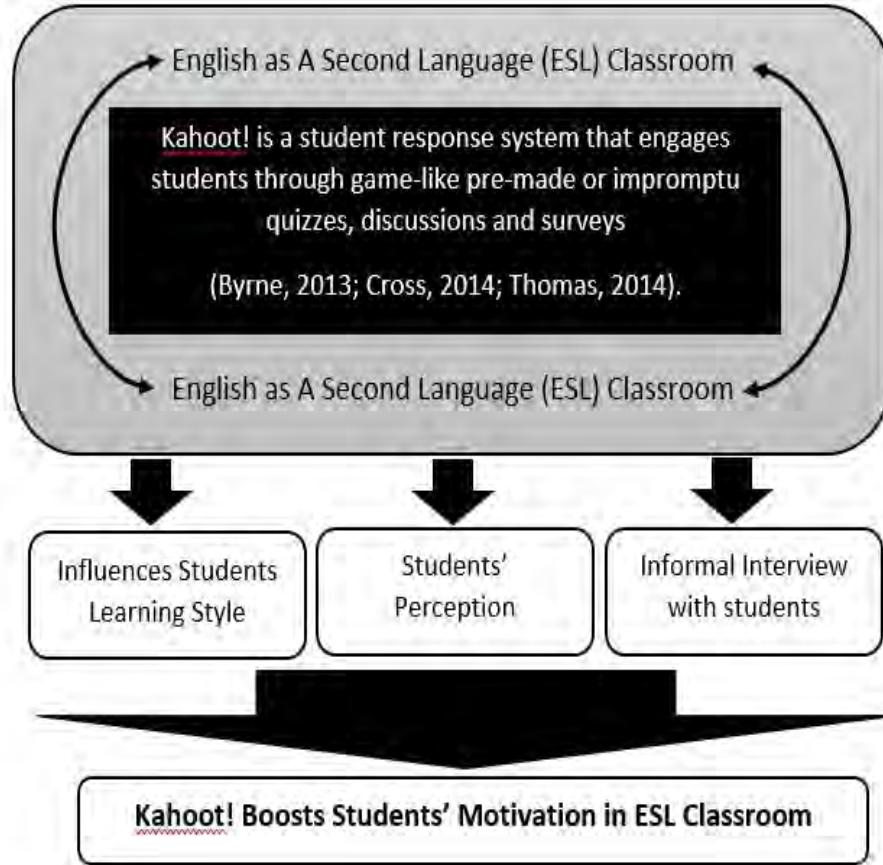 English as A Second Language (ESL) Classroom
Kahoot! is a student response system that engages
students through game-like pre-made or impromptu
quizzes, discussions and surveys
(Byrne, 2013; Cross, 2014; Thomas, 2014).
English as A Second Language (ESL) Classroom
Influences Students
Learning Style
Students’
Perception
Informal Interview
with students
Kahoot! Boosts Students’ Motivation in ESL Classroom